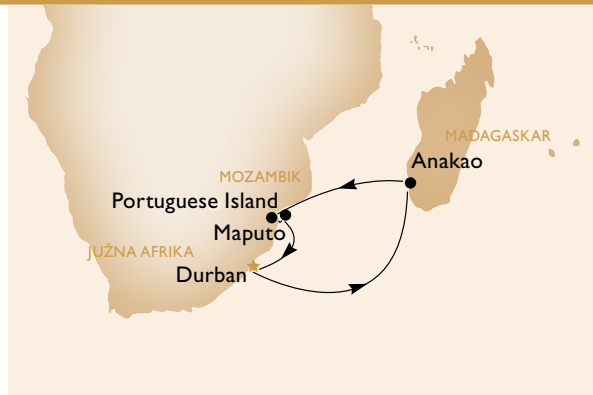 MADAGASKAR
Anakao
MOZAMBIK
Portuguese Island
Maputo
JUŽNA AFRIKA
Durban